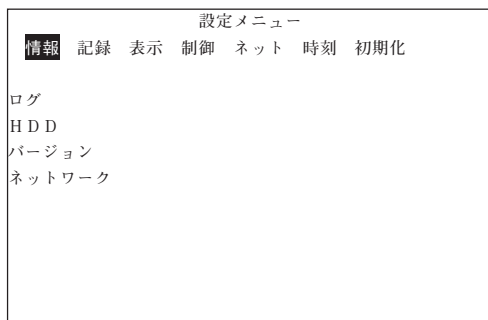 設定メニュー
情報 記録 表示 制御 ネット 時刻 初期化
ログ
ＨＤＤ
バージョン
ネットワーク